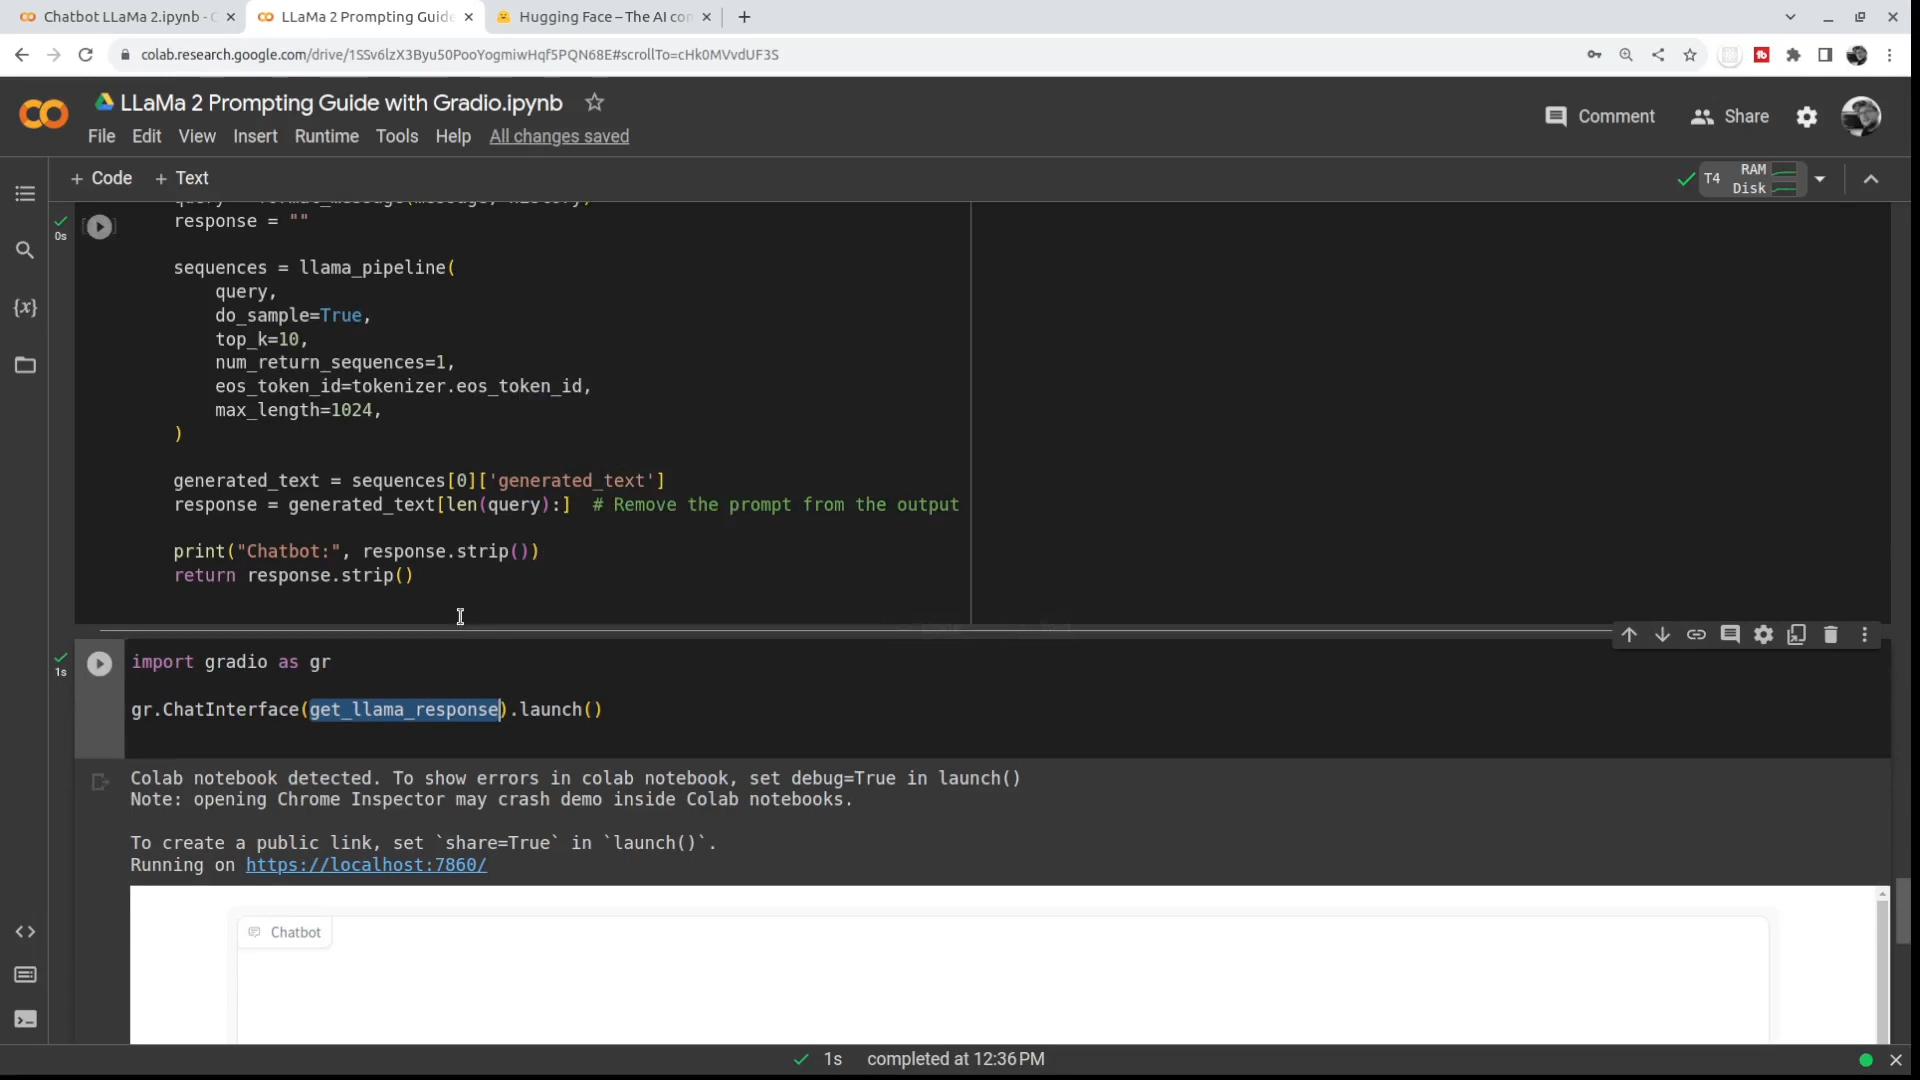 Chatbot LLaMa 2.ipynb - C
LLaMa 2 Prompting Guide
Hugging Face – The AI con
colab.research.google.com/drive/1SSv6lzX3Byu50PooYogmiwHqf5PQN68E#scrollTo=cHk0MVvdUF3S
LLaMa 2 Prompting Guide with Gradio.ipynb
File Edit View Insert Runtime Tools Help All changes saved
Comment
Share
+ Code + Text
T4 RAM
Disk
query = format_message(message, history)
response = ""
0s
sequences = llama_pipeline(
query,
do_sample=True,
top_k=10,
num_return_sequences=1,
eos_token_id=tokenizer.eos_token_id,
max_length=1024,
)
generated_text = sequences[0]['generated_text']
response = generated_text[len(query):]  # Remove the prompt from the output
print("Chatbot:", response.strip())
return response.strip()
1s
import gradio as gr
gr.ChatInterface(get_llama_response).launch()
Colab notebook detected. To show errors in colab notebook, set debug=True in launch()
Note: opening Chrome Inspector may crash demo inside Colab notebooks.
To create a public link, set `share=True` in `launch()`.
Running on https://localhost:7860/
Chatbot
1s completed at 12:36 PM